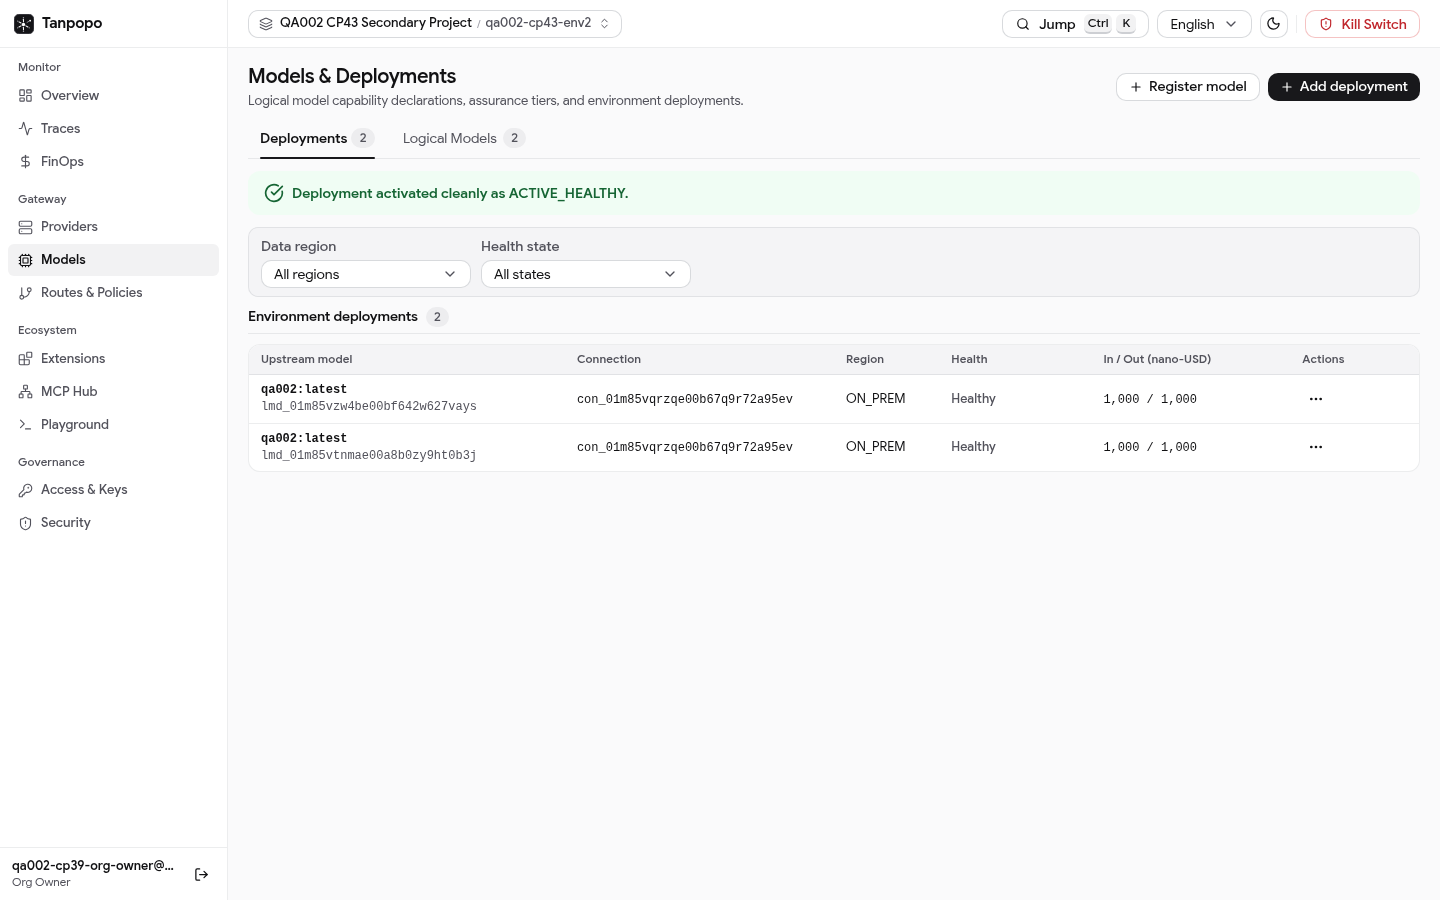 Tanpopo
QA002 CP43 Secondary Project / qa002-cp43-env2
Jump Ctrl K
English
Kill Switch
Monitor
Overview
Traces
FinOps
Gateway
Providers
Models
Routes & Policies
Ecosystem
Extensions
MCP Hub
Playground
Governance
Access & Keys
Security
qa002-cp39-org-owner@...
Org Owner
Models & Deployments
Logical model capability declarations, assurance tiers, and environment deployments.
+ Register model
+ Add deployment
Deployments 2
Logical Models 2
Deployment activated cleanly as ACTIVE_HEALTHY.
Data region
All regions
Health state
All states
Environment deployments 2
Upstream model Connection Region Health In / Out (nano-USD) Actions
qa002:latest
lmd_01m85vzw4be00bf642w627vays
con_01m85vqrzqe00b67q9r72a95ev ON_PREM Healthy 1,000 / 1,000 ...
qa002:latest
lmd_01m85vtnmae00a8b0zy9ht0b3j
con_01m85vqrzqe00b67q9r72a95ev ON_PREM Healthy 1,000 / 1,000 ...